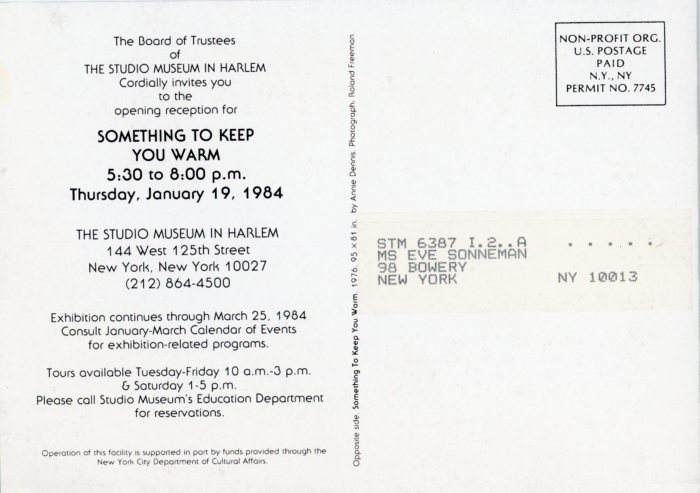 The Board of Trustees
of
THE STUDIO MUSEUM IN HARLEM
Cordially invites you
to the
opening reception for
SOMETHING TO KEEP
YOU WARM
5:30 to 8:00 p.m.
Thursday, January 19, 1984
THE STUDIO MUSEUM IN HARLEM
144 West 125th Street
New York, New York 10027
(212) 864-4500
Exhibition continues through March 25, 1984
Consult January-March Calendar of Events
for exhibition-related programs.
Tours available Tuesday-Friday 10 a.m.-3 p.m.
& Saturday 1-5 p.m.
Please call Studio Museum's Education Department
for reservations.
Operation of this facility is supported in part by funds provided through the
New York City Department of Cultural Affairs.
Opposite side. Something To Keep You Warm. 1976. 95 x 81 in. by Annie Dennis. Photograph: Roland Freeman
NON-PROFIT ORG.
U.S. POSTAGE
PAID
N.Y., NY
PERMIT NO. 7745
STM 6387 I.2..A . . . . .
MS EVE SONNEMAN
98 BOWERY
NEW YORK NY 10013